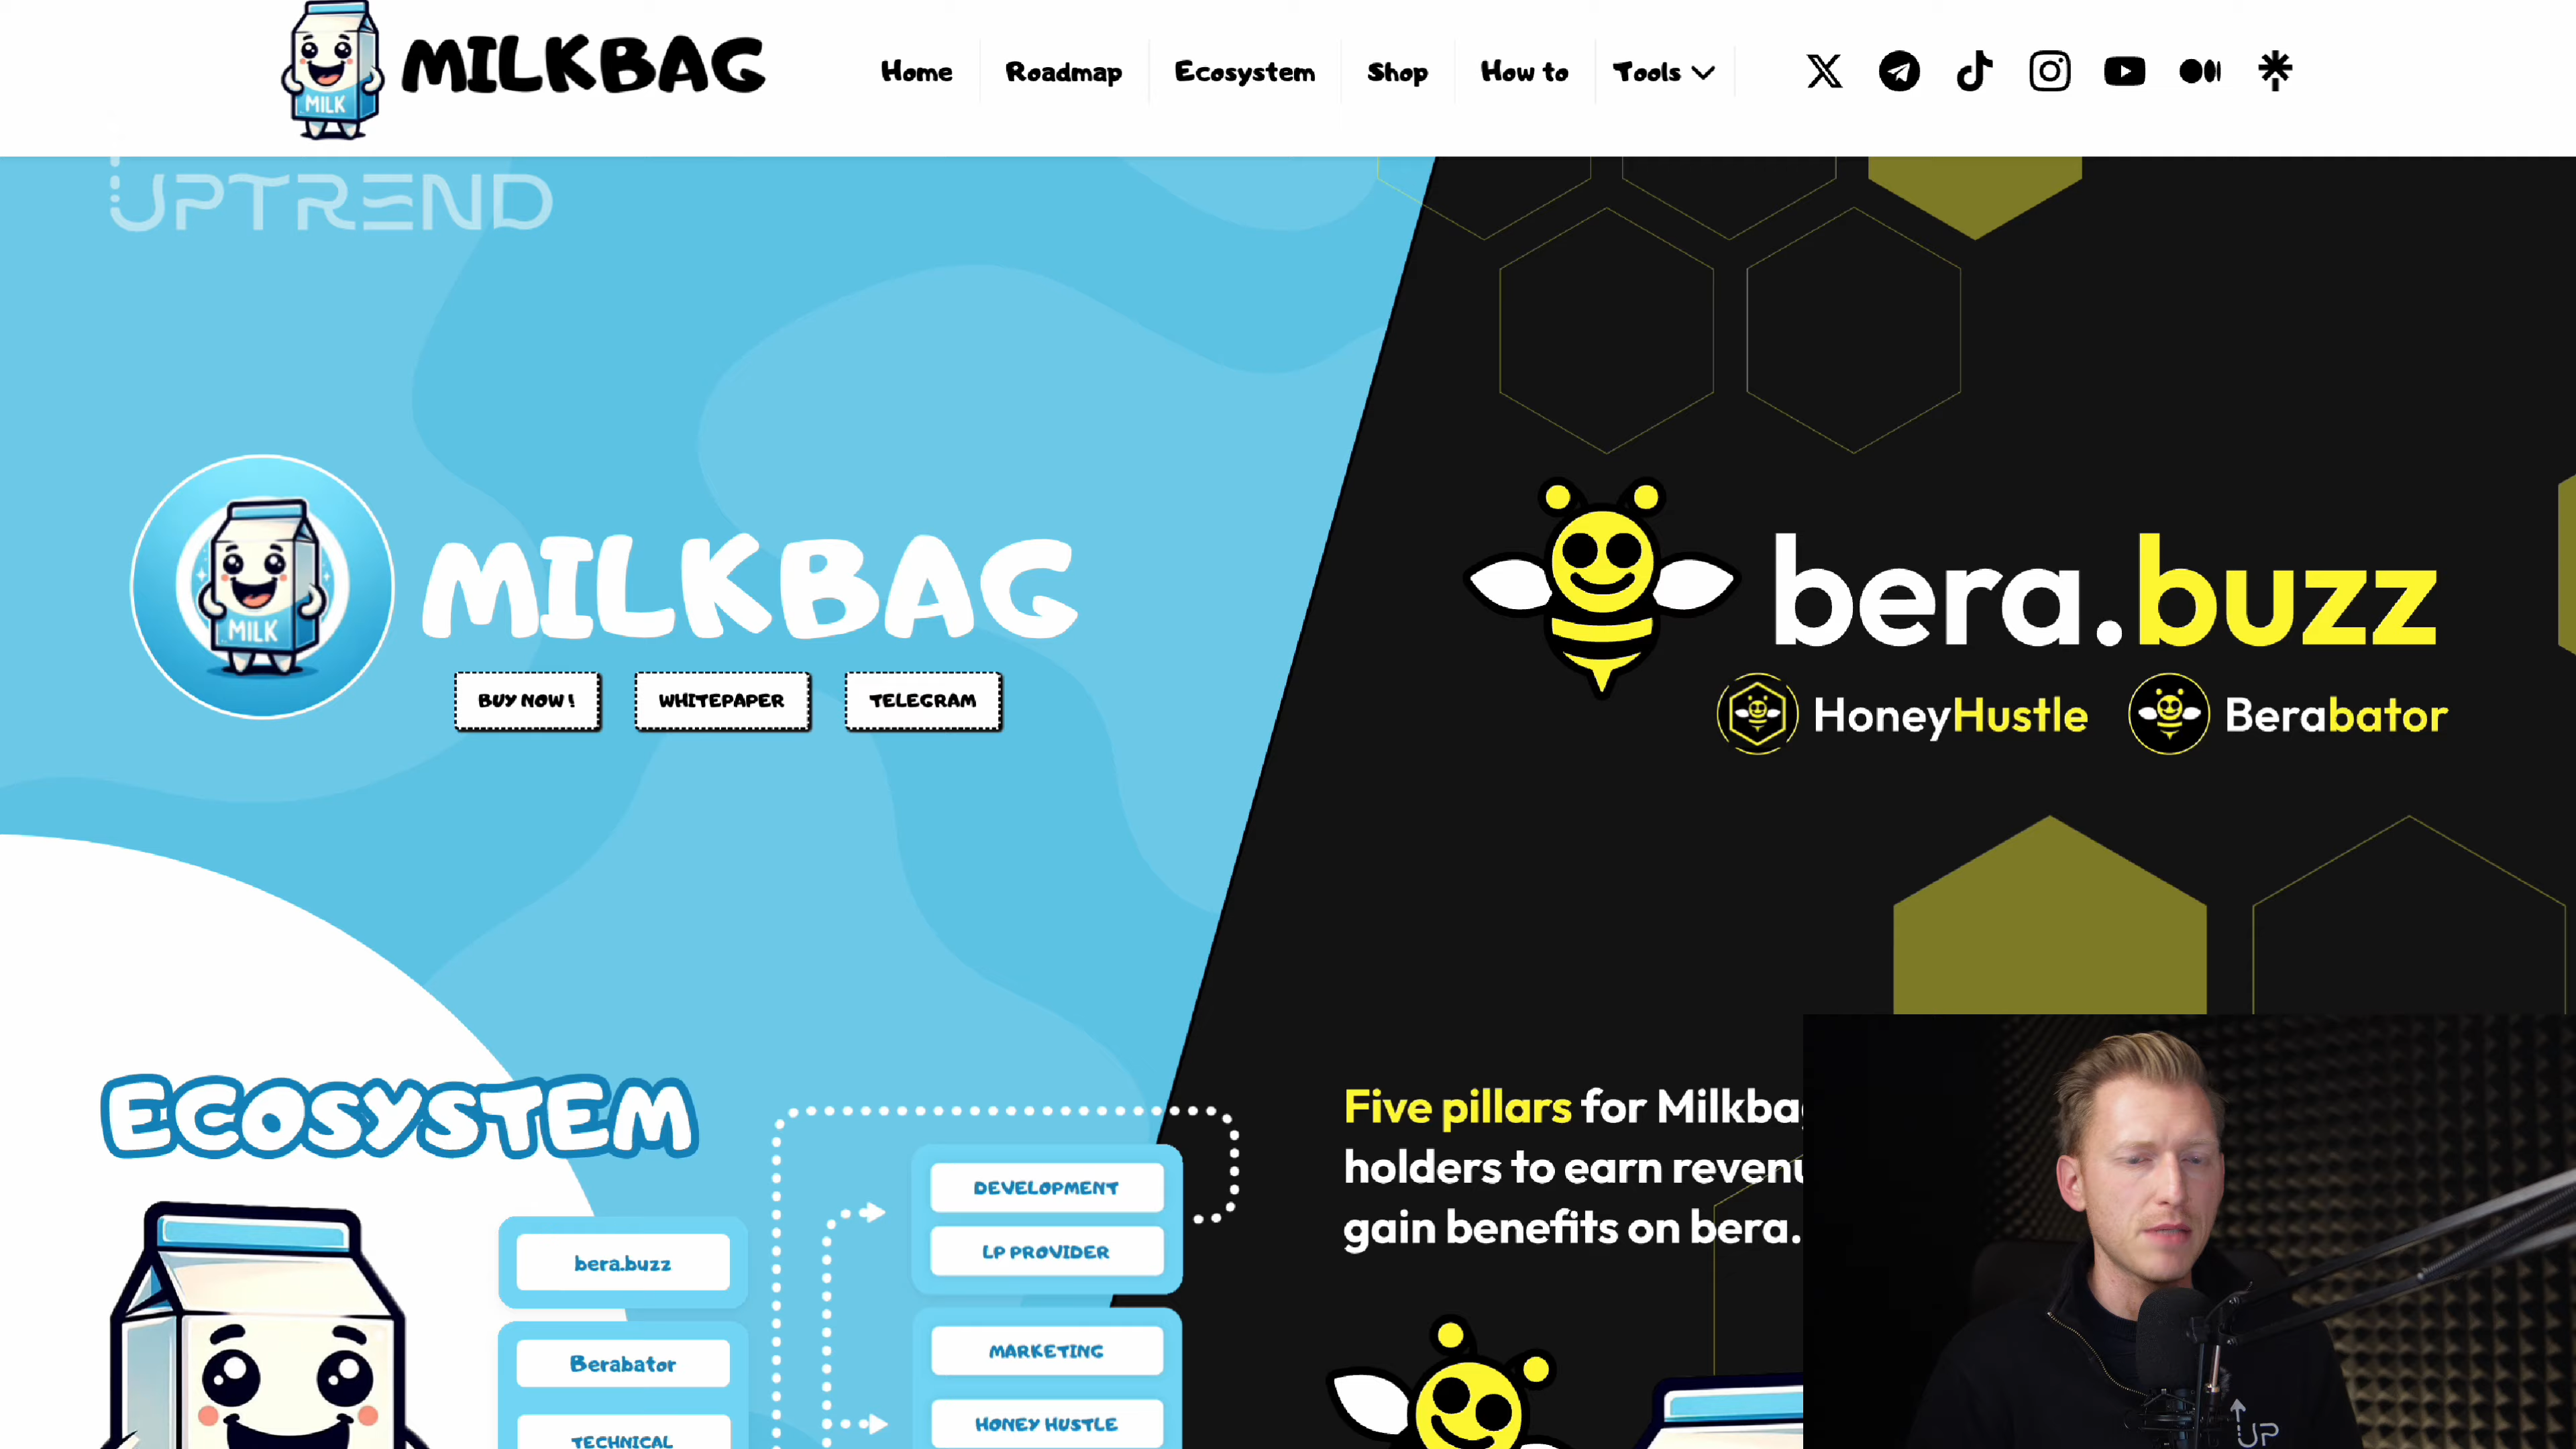 MILK
MILKBAG
Home
Roadmap
Ecosystem
Shop
How to
Tools
UPTREND
MILK
MILKBAG
BUY NOW !
WHITEPAPER
TELEGRAM
bera.buzz
HoneyHustle
Berabator
ECOSYSTEM
bera.buzz
Berabator
TECHNICAL
DEVELOPMENT
LP PROVIDER
MARKETING
HONEY HUSTLE
Five pillars for
holders to earn
gain benefits on bera.
UP